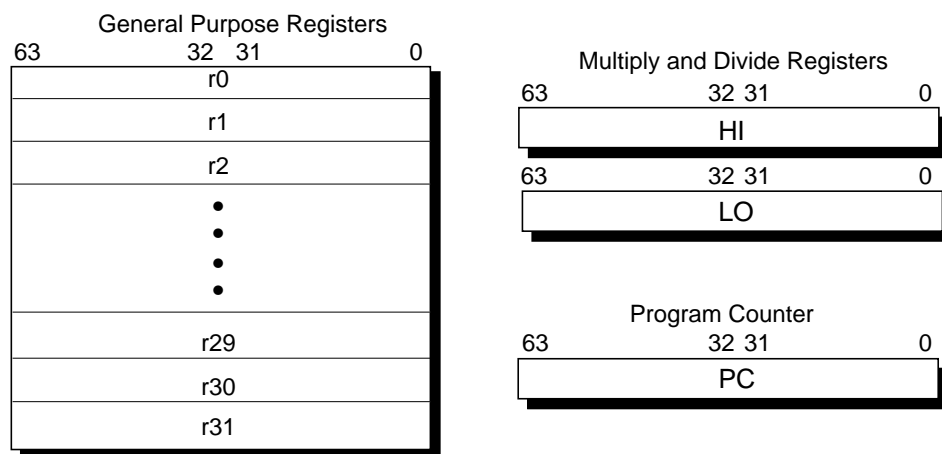 General Purpose Registers
63 32 31 0
r0
r1
r2
r29
r30
r31
Multiply and Divide Registers
63 32 31 0
HI
63 32 31 0
LO
Program Counter
63 32 31 0
PC